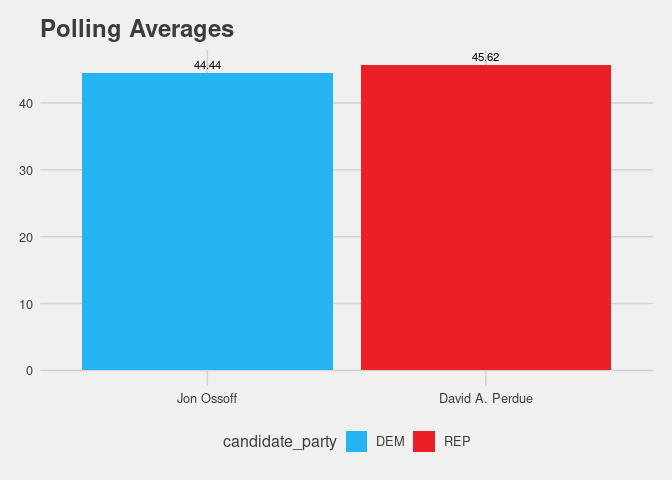 Polling Averages
44.44
45.62
40
30
20
10
0
Jon Ossoff
David A. Perdue
candidate_party DEM REP